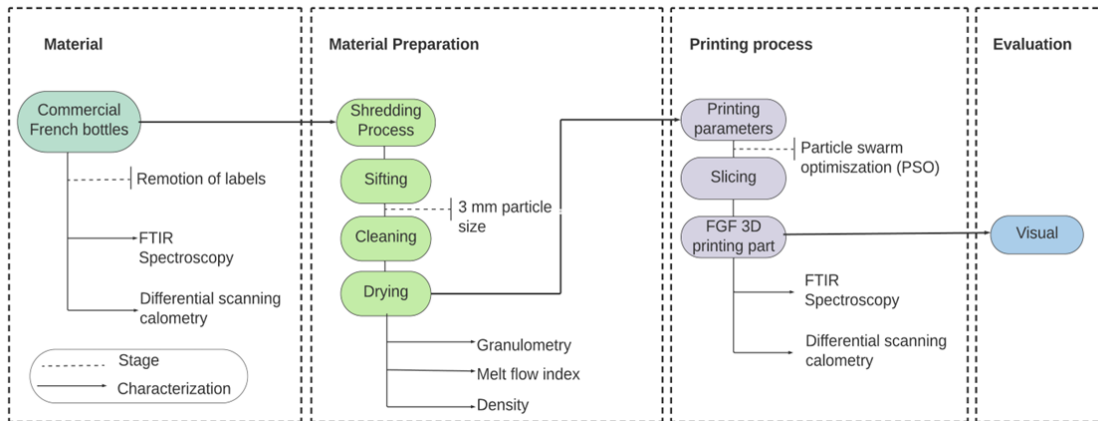 Material
Commercial
French bottles
Remotion of labels
FTIR
Spectroscopy
Differential scanning
calometry
Stage
Characterization
Material Preparation
Shredding
Process
Sifting
3 mm particle
size
Cleaning
Drying
Granulometry
Melt flow index
Density
Printing process
Printing
parameters
Particle swarm
optimiszation (PSO)
Slicing
FGF 3D
printing part
FTIR
Spectroscopy
Differential scanning
calometry
Evaluation
Visual